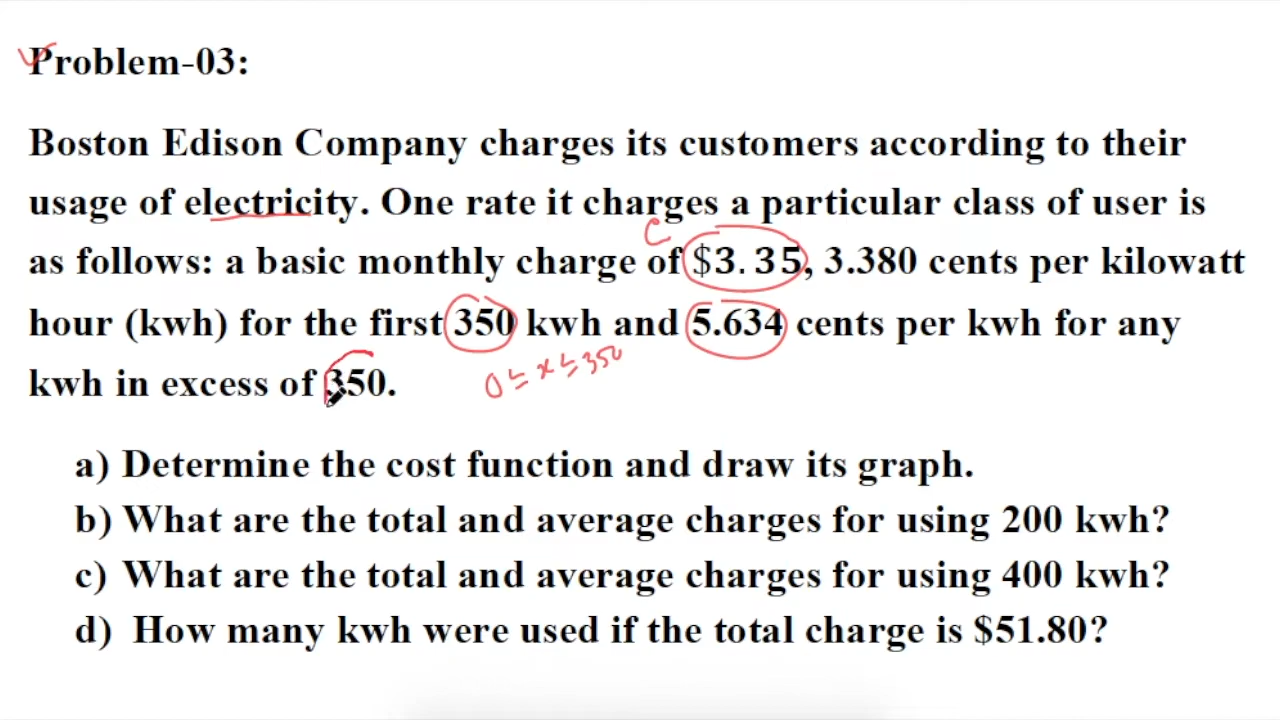 Problem-03:
Boston Edison Company charges its customers according to their
usage of electricity. One rate it charges a particular class of user is
C
as follows: a basic monthly charge of $3.35, 3.380 cents per kilowatt
hour (kwh) for the first 350 kwh and 5.634 cents per kwh for any
kwh in excess of 350.
0 ≤ x ≤ 350
a) Determine the cost function and draw its graph.
b) What are the total and average charges for using 200 kwh?
c) What are the total and average charges for using 400 kwh?
d) How many kwh were used if the total charge is $51.80?